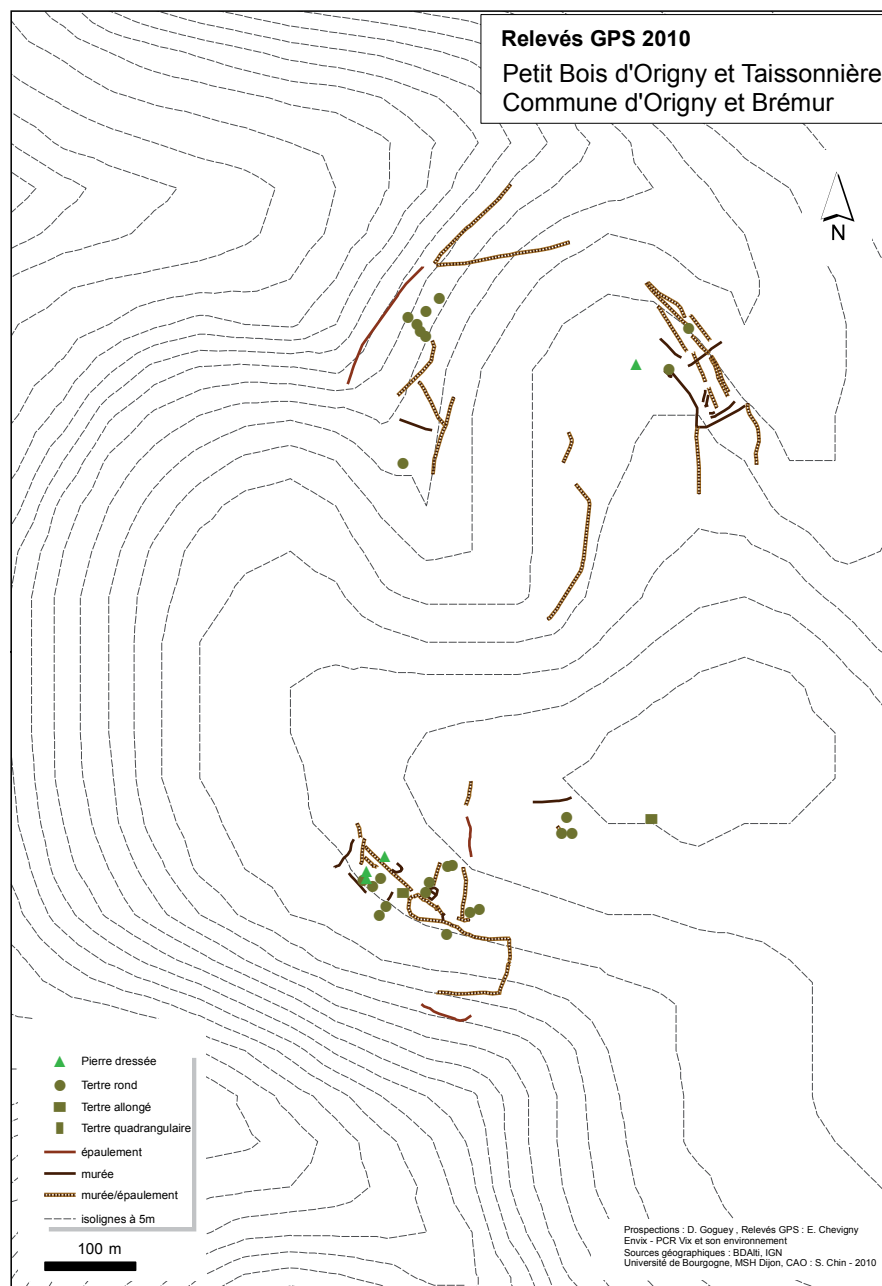 Relevés GPS 2010
Petit Bois d'Origny et Taissonnière
Commune d'Origny et Brémur
N
Pierre dressée
Tertre rond
Tertre allongé
Tertre quadrangulaire
épaulement
murée
murée/épaulement
isolignes à 5m
100 m
Prospections : D. Goguey , Relevés GPS : E. Chevigny
Envix - PCR Vix et son environnement
Sources géographiques : BDAlti, IGN
Université de Bourgogne, MSH Dijon, CAO : S. Chin - 2010